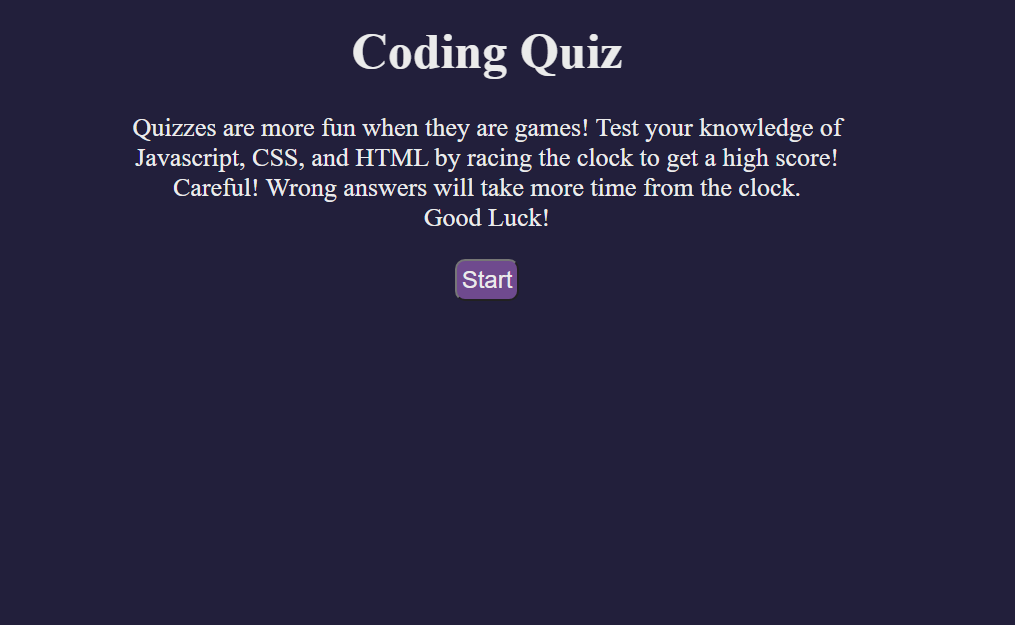 Coding Quiz
Quizzes are more fun when they are games! Test your knowledge of
Javascript, CSS, and HTML by racing the clock to get a high score!
Careful! Wrong answers will take more time from the clock.
Good Luck!
Start